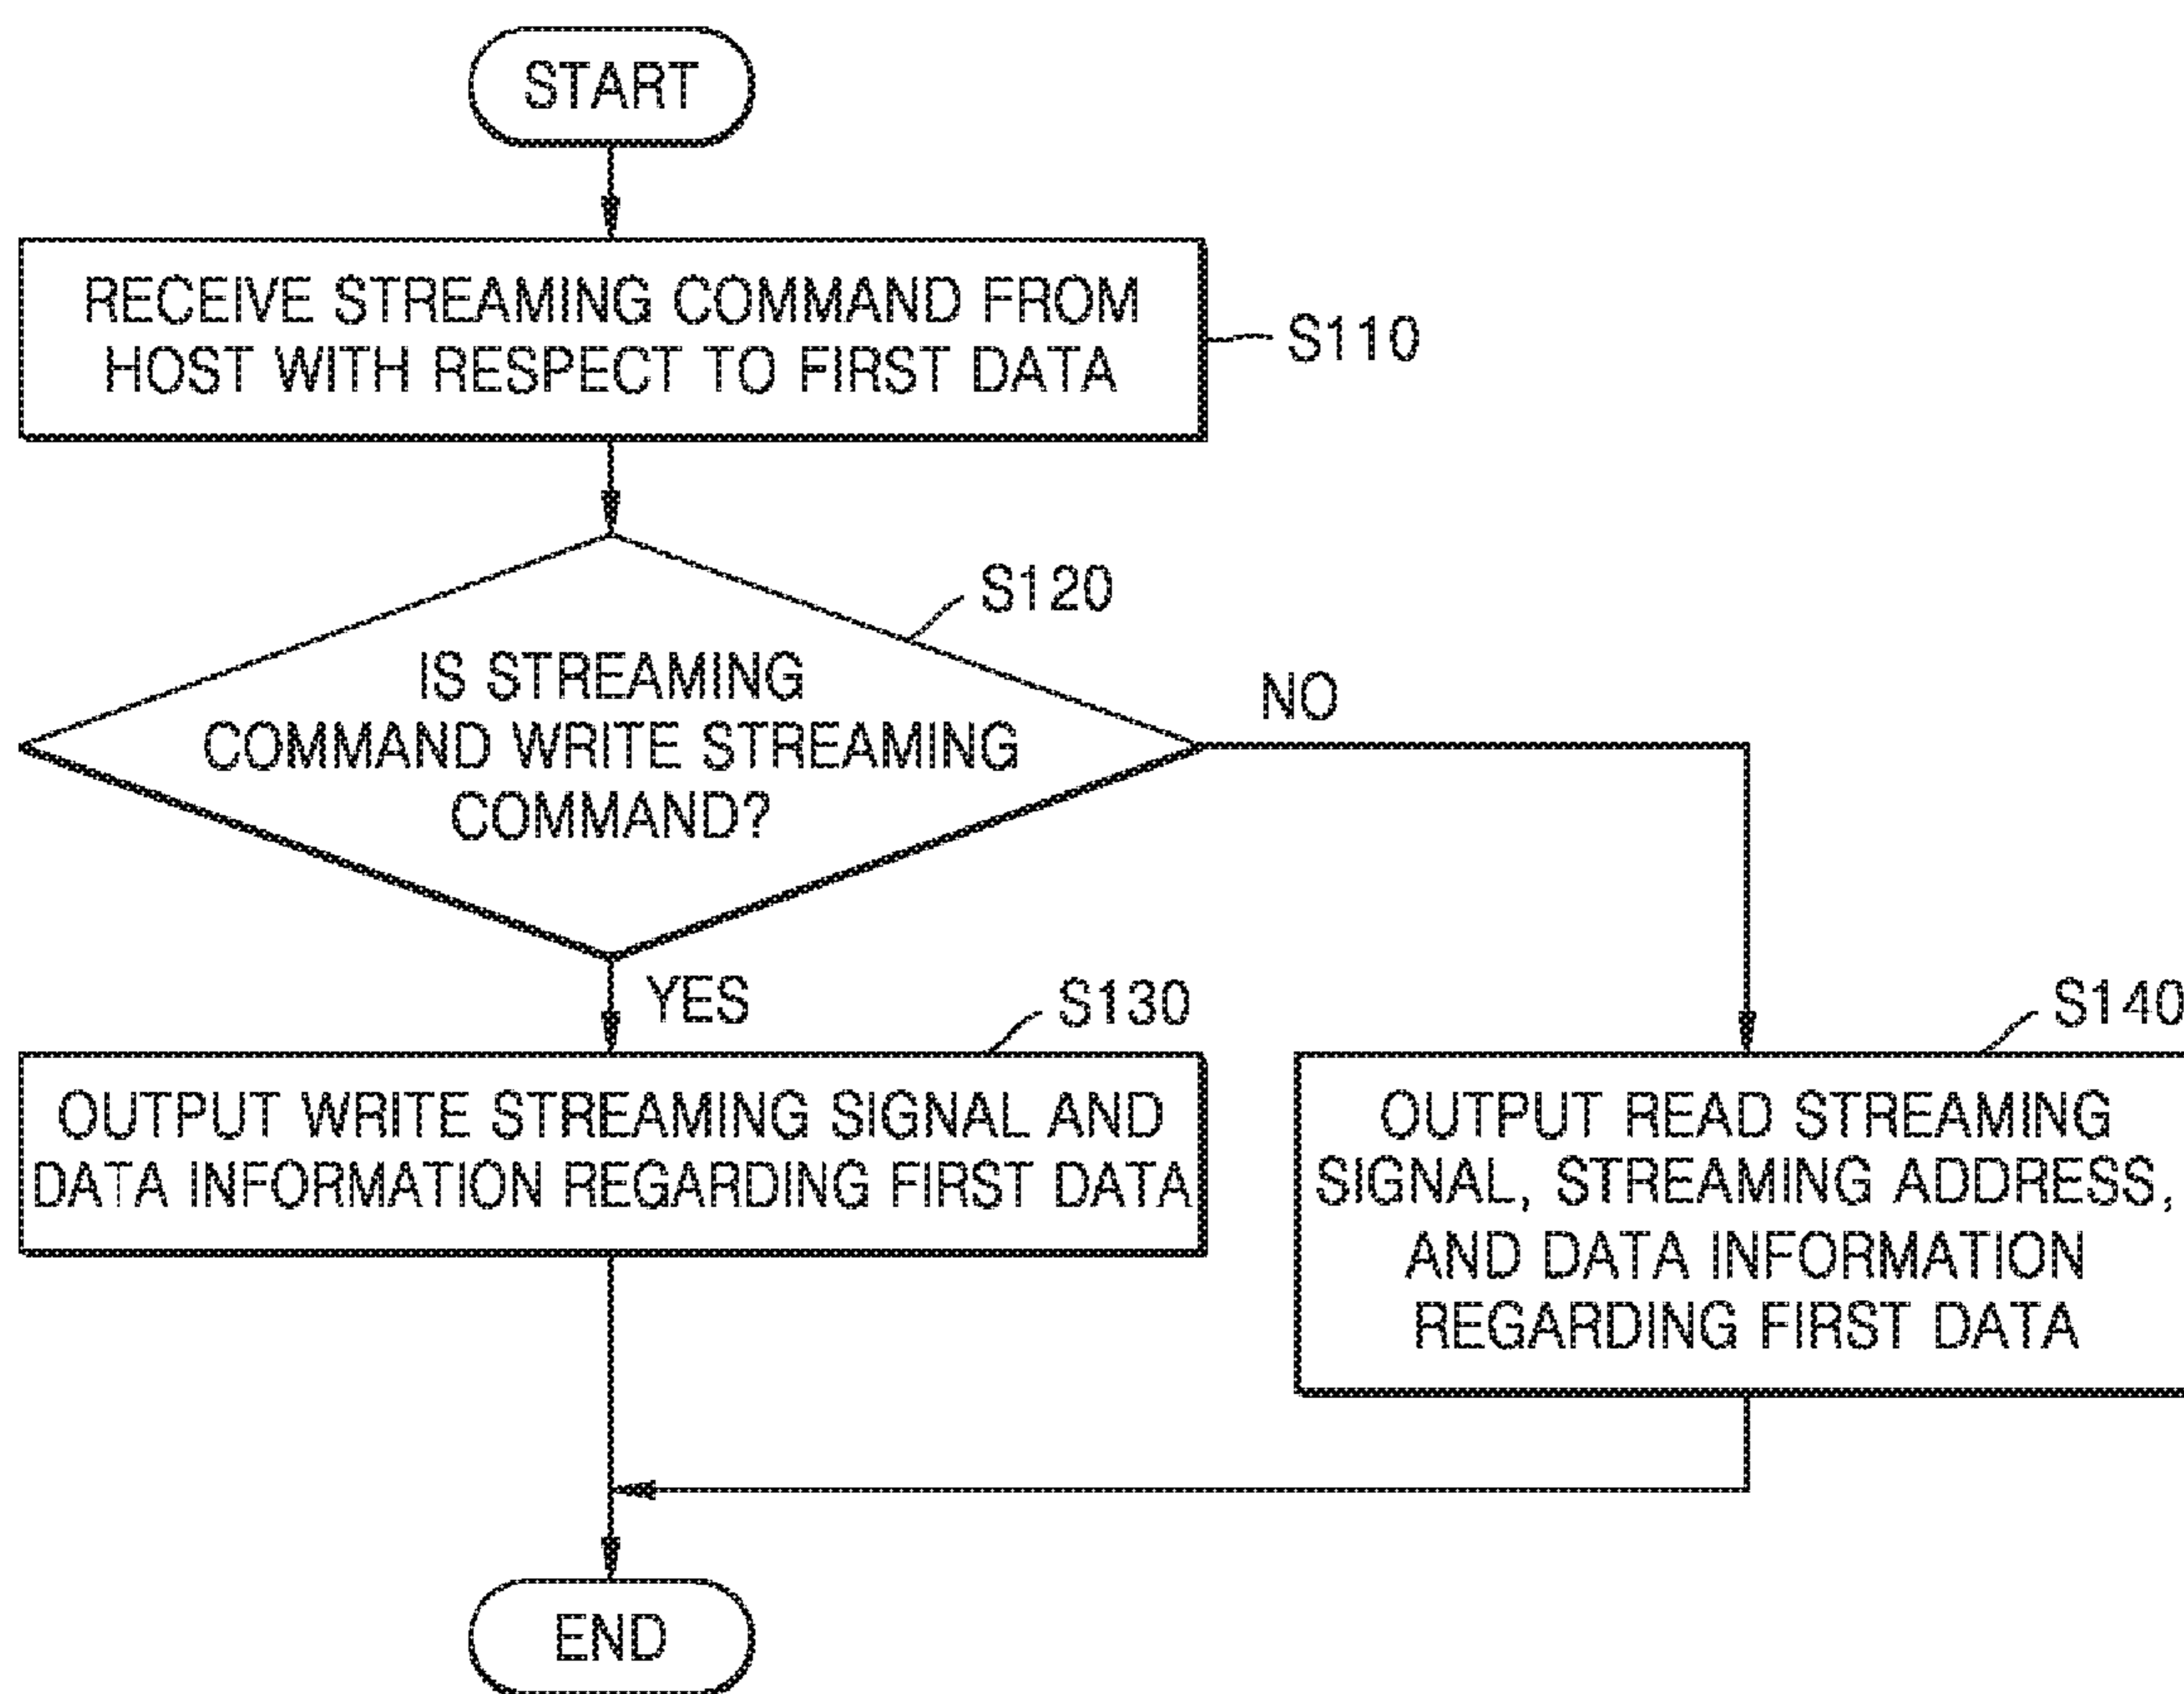 START
RECEIVE STREAMING COMMAND FROM
HOST WITH RESPECT TO FIRST DATA
S110
S120
IS STREAMING
COMMAND WRITE STREAMING
COMMAND?
NO
YES
S130
OUTPUT WRITE STREAMING SIGNAL AND
DATA INFORMATION REGARDING FIRST DATA
S140
OUTPUT READ STREAMING
SIGNAL, STREAMING ADDRESS,
AND DATA INFORMATION
REGARDING FIRST DATA
END